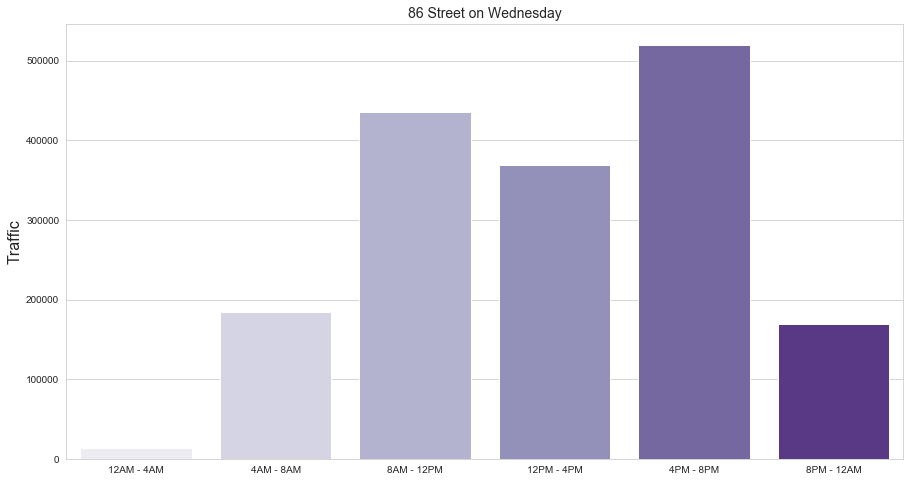 86 Street on Wednesday
500000
400000
300000
200000
100000
0
Traffic
12AM - 4AM
4AM - 8AM
8AM - 12PM
12PM - 4PM
4PM - 8PM
8PM - 12AM